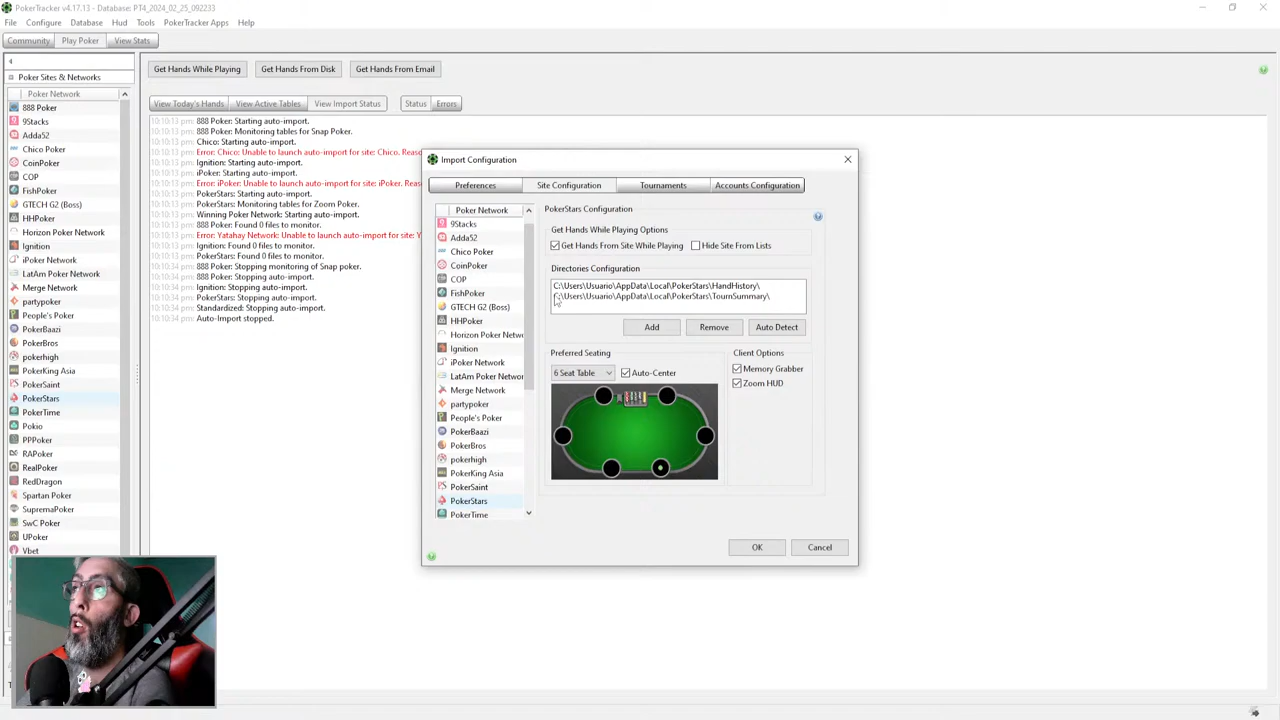 PokerTracker v4.17.13 - Database: PT4_2024_02_25_092233
File Configure Database Hud Tools PokerTracker Apps Help
Community Play Poker View Stats
Poker Sites & Networks
Poker Network
888 Poker
9Stacks
Adda52
Chico Poker
CoinPoker
COP
FishPoker
GTECH G2 (Boss)
HHPoker
Horizon Poker Network
Ignition
iPoker Network
LatAm Poker Network
Merge Network
partypoker
People's Poker
PokerBaazi
PokerBros
pokerhigh
PokerKing Asia
PokerSaint
PokerStars
PokerTime
Pokio
PPPoker
RAPoker
RealPoker
RedDragon
Spartan Poker
SupremaPoker
SwC Poker
UPoker
Vbet
Get Hands While Playing Get Hands From Disk Get Hands From Email
View Today's Hands View Active Tables View Import Status Status Errors
10:10:13 pm: 888 Poker: Starting auto-import.
10:10:13 pm: 888 Poker: Monitoring tables for Snap Poker.
10:10:13 pm: Chico: Starting auto-import.
10:10:13 pm: Error: Chico: Unable to launch auto-import for site: Chico. Reaso
10:10:13 pm: Ignition: Starting auto-import.
10:10:13 pm: iPoker: Starting auto-import.
10:10:13 pm: Error: iPoker: Unable to launch auto-import for site: iPoker. Reas
10:10:13 pm: PokerStars: Starting auto-import.
10:10:13 pm: PokerStars: Monitoring tables for Zoom Poker.
10:10:13 pm: Winning Poker Network: Starting auto-import.
10:10:13 pm: 888 Poker: Found 0 files to monitor.
10:10:13 pm: Error: Yatahay Network: Unable to launch auto-import for site: Y
10:10:13 pm: Ignition: Found 0 files to monitor.
10:10:13 pm: PokerStars: Found 0 files to monitor.
10:10:34 pm: 888 Poker: Stopping monitoring of Snap poker.
10:10:34 pm: 888 Poker: Stopping auto-import.
10:10:34 pm: Ignition: Stopping auto-import.
10:10:34 pm: PokerStars: Stopping auto-import.
10:10:34 pm: Standardized: Stopping auto-import.
10:10:34 pm: Auto-Import stopped.
Import Configuration
Preferences Site Configuration Tournaments Accounts Configuration
Poker Network
9Stacks
Adda52
Chico Poker
CoinPoker
COP
FishPoker
GTECH G2 (Boss)
HHPoker
Horizon Poker Netw
Ignition
iPoker Network
LatAm Poker Networ
Merge Network
partypoker
People's Poker
PokerBaazi
PokerBros
pokerhigh
PokerKing Asia
PokerSaint
PokerStars
PokerTime
PokerStars Configuration
Get Hands While Playing Options
Get Hands From Site While Playing Hide Site From Lists
Directories Configuration
C:\Users\Usuario\AppData\Local\PokerStars\HandHistory\
C:\Users\Usuario\AppData\Local\PokerStars\TournSummary\
Add Remove Auto Detect
Preferred Seating
6 Seat Table Auto-Center
Client Options
Memory Grabber
Zoom HUD
OK Cancel